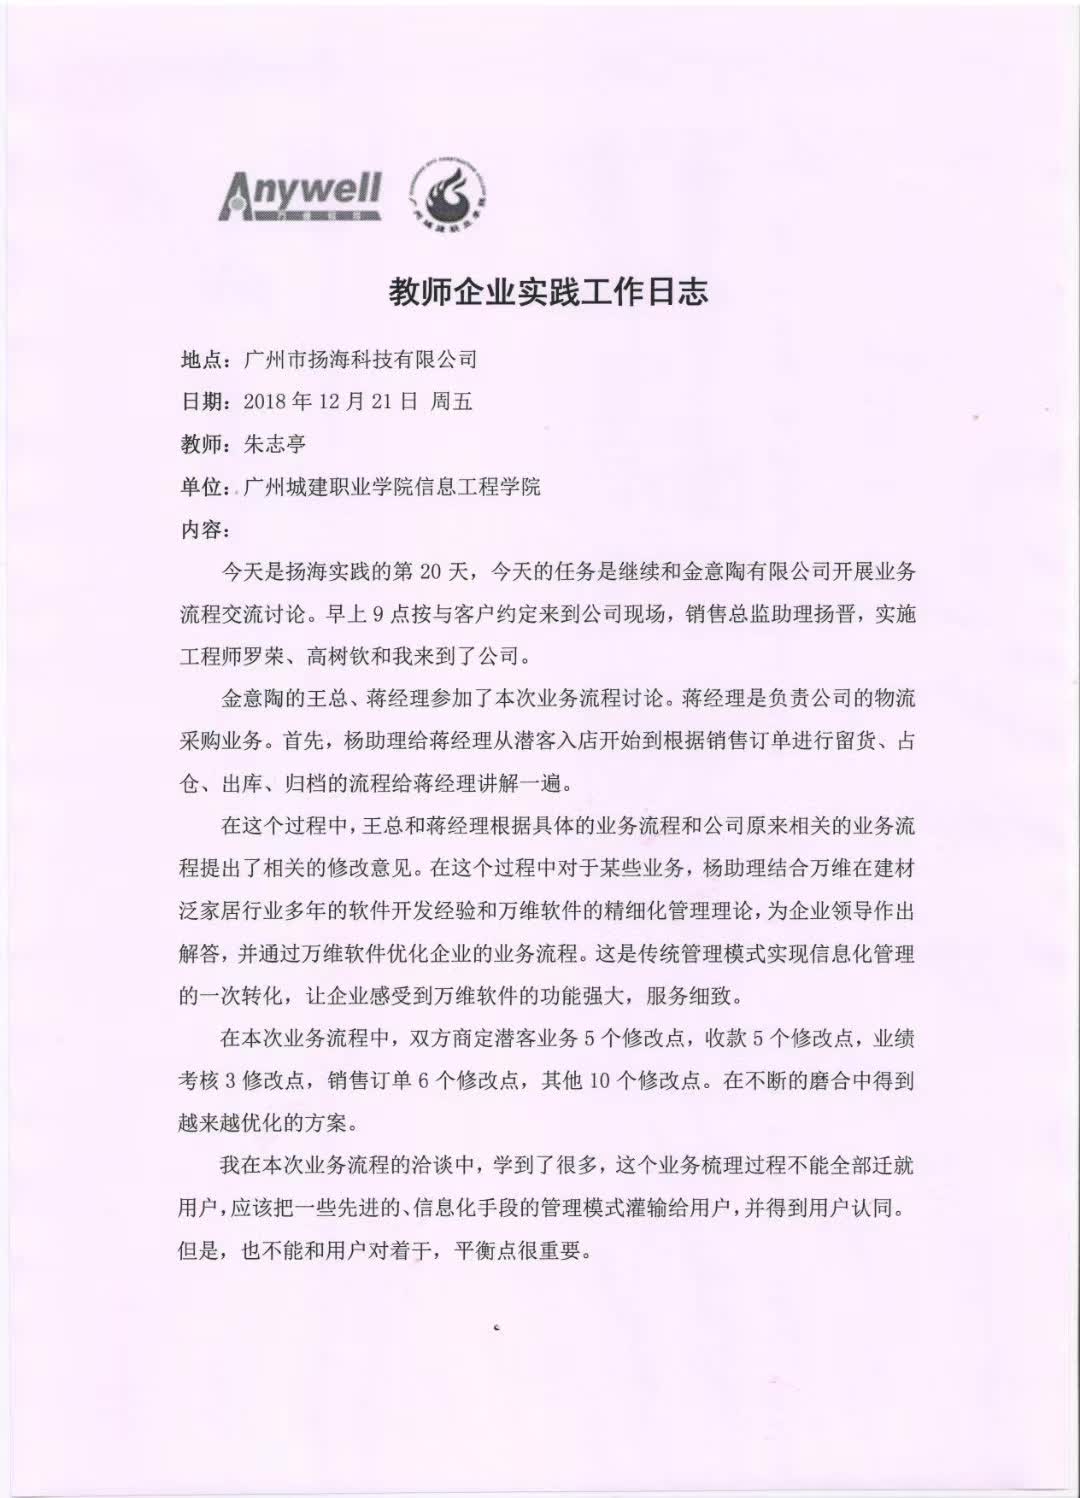 Anywell
教师企业实践工作日志
地点：广州市扬海科技有限公司
日期：2018 年 12 月 21 日 周五
教师：朱志亭
单位：广州城建职业学院信息工程学院
内容：
今天是扬海实践的第 20 天，今天的任务是继续和金意陶有限公司开展业务
流程交流讨论。早上 9 点按与客户约定来到公司现场，销售总监助理扬晋，实施
工程师罗荣、高树钦和我来到了公司。
金意陶的王总、蒋经理参加了本次业务流程讨论。蒋经理是负责公司的物流
采购业务。首先，杨助理给蒋经理从潜客入店开始到根据销售订单进行留货、占
仓、出库、归档的流程给蒋经理讲解一遍。
在这个过程中，王总和蒋经理根据具体的业务流程和公司原来相关的业务流
程提出了相关的修改意见。在这个过程中对于某些业务，杨助理结合万维在建材
泛家居行业多年的软件开发经验和万维软件的精细化管理理论，为企业领导作出
解答，并通过万维软件优化企业的业务流程。这是传统管理模式实现信息化管理
的一次转化，让企业感受到万维软件的功能强大，服务细致。
在本次业务流程中，双方商定潜客业务 5 个修改点，收款 5 个修改点，业绩
考核 3 修改点，销售订单 6 个修改点，其他 10 个修改点。在不断的磨合中得到
越来越优化的方案。
我在本次业务流程的洽谈中，学到了很多，这个业务梳理过程不能全部迁就
用户，应该把一些先进的、信息化手段的管理模式灌输给用户，并得到用户认同。
但是，也不能和用户对着于，平衡点很重要。